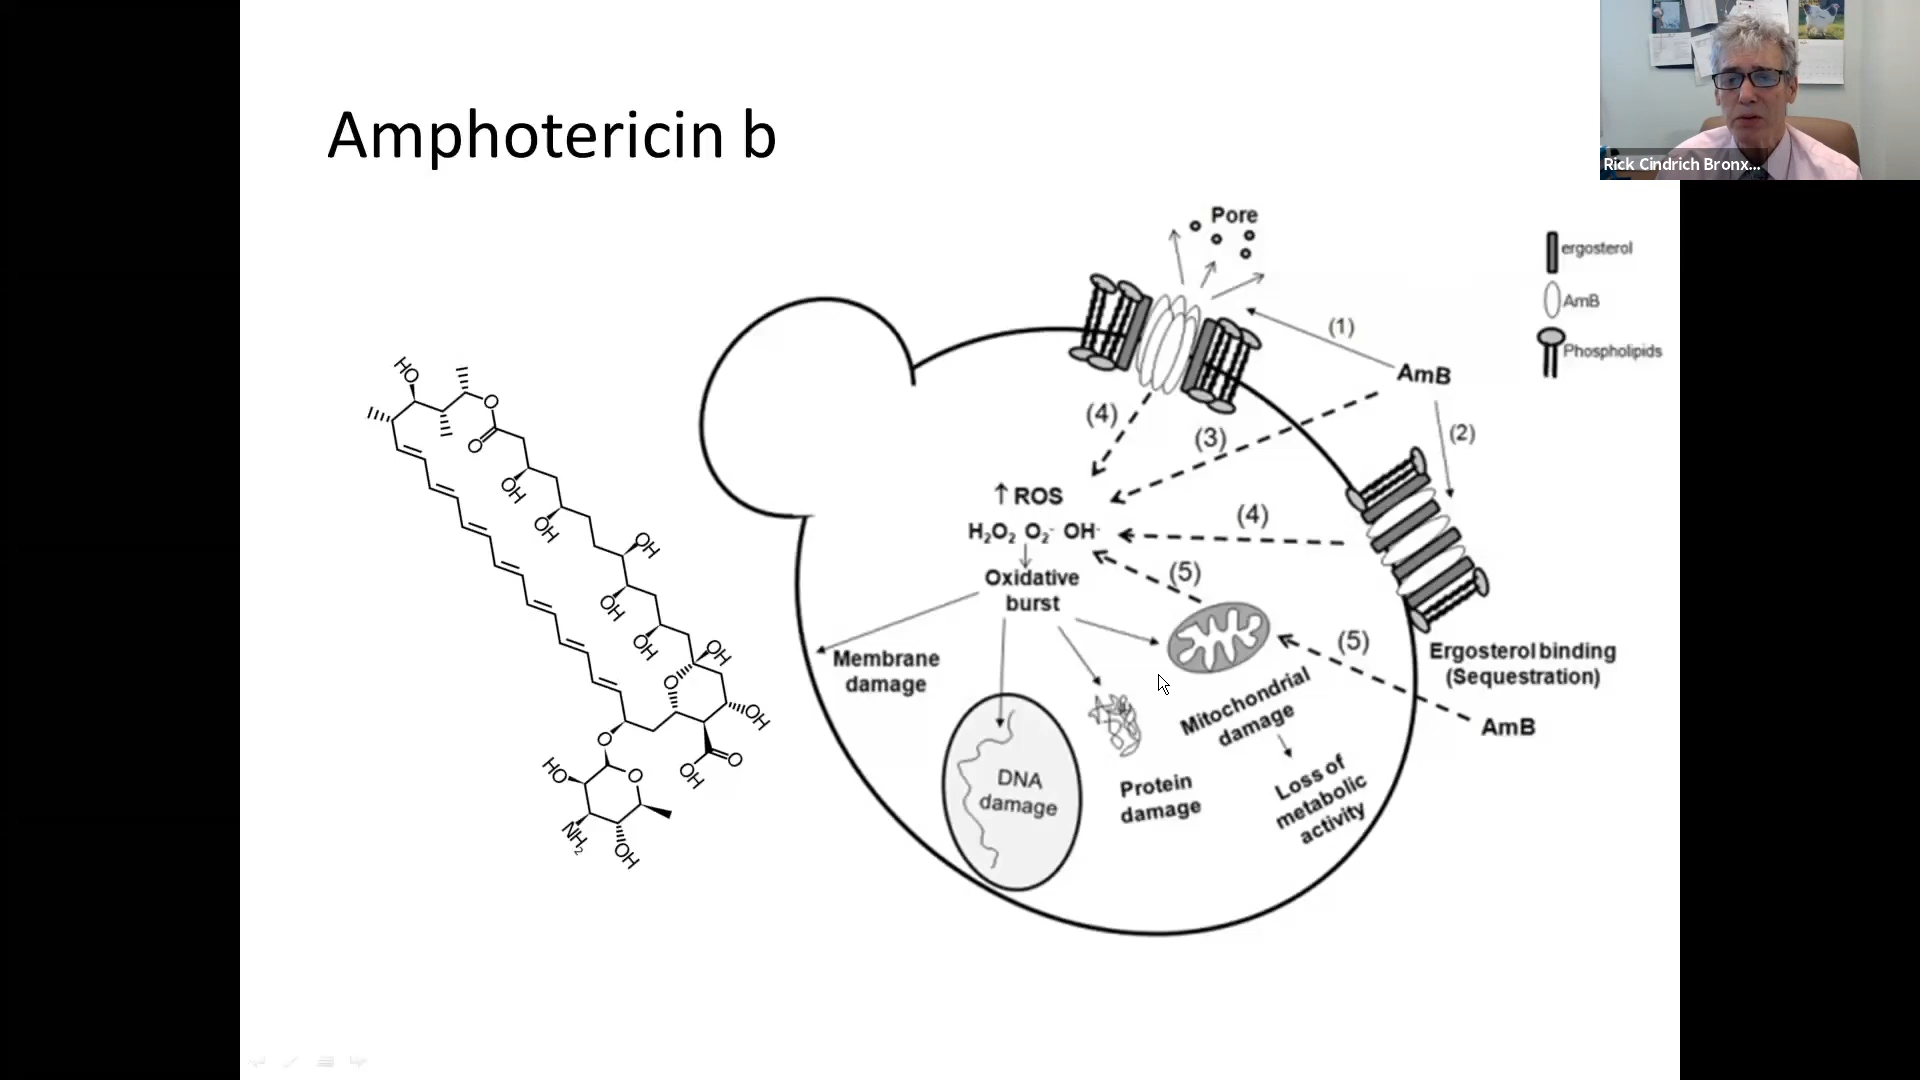 Amphotericin b
Rick Cindrich Bronx...
Pore
ergosterol
AmB
Phospholipids
(1)
AmB
(2)
(4)
(3)
↑ ROS
H₂O₂ O₂⁻ OH⁻
(4)
(5)
Oxidative
burst
(5)
Ergosterol binding
(Sequestration)
AmB
Membrane
damage
DNA
damage
Protein
damage
Mitochondrial
damage
Loss of
metabolic
activity
HO
O
O
OH
OH
OH
OH
OH
OH
O
OH
O
O
OH
HO
O
NH₂
OH